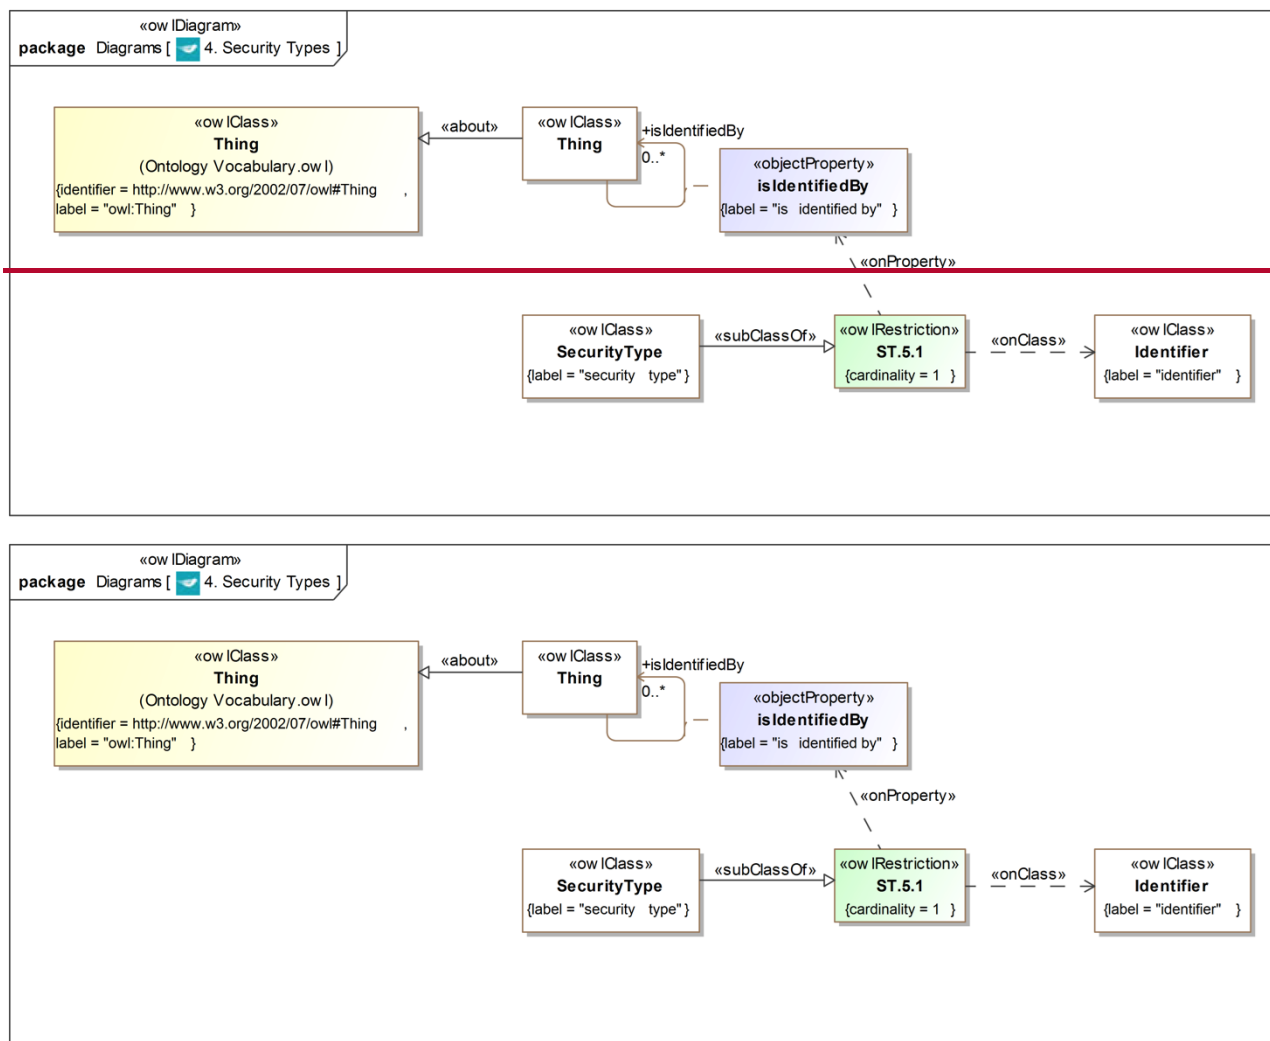 «owlDiagram»
package Diagrams [ 4. Security Types ]
«owlClass»
Thing
(Ontology Vocabulary.owl)
{identifier = http://www.w3.org/2002/07/owl#Thing ,
label = "owl:Thing" }
«about»
«owlClass»
Thing
+isIdentifiedBy
0..*
«objectProperty»
isIdentifiedBy
{label = "is identified by" }
«onProperty»
«owlClass»
SecurityType
{label = "security type"}
«subClassOf»
«owlRestriction»
ST.5.1
{cardinality = 1 }
«onClass»
«owlClass»
Identifier
{label = "identifier" }
«owlDiagram»
package Diagrams [ 4. Security Types ]
«owlClass»
Thing
(Ontology Vocabulary.owl)
{identifier = http://www.w3.org/2002/07/owl#Thing ,
label = "owl:Thing" }
«about»
«owlClass»
Thing
+isIdentifiedBy
0..*
«objectProperty»
isIdentifiedBy
{label = "is identified by" }
«onProperty»
«owlClass»
SecurityType
{label = "security type"}
«subClassOf»
«owlRestriction»
ST.5.1
{cardinality = 1 }
«onClass»
«owlClass»
Identifier
{label = "identifier" }